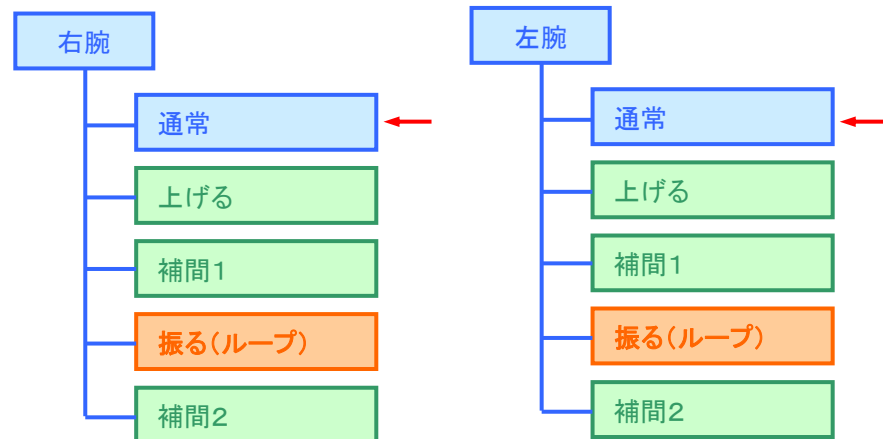 右腕
通常
上げる
補間1
振る(ループ)
補間2
左腕
通常
上げる
補間1
振る(ループ)
補間2